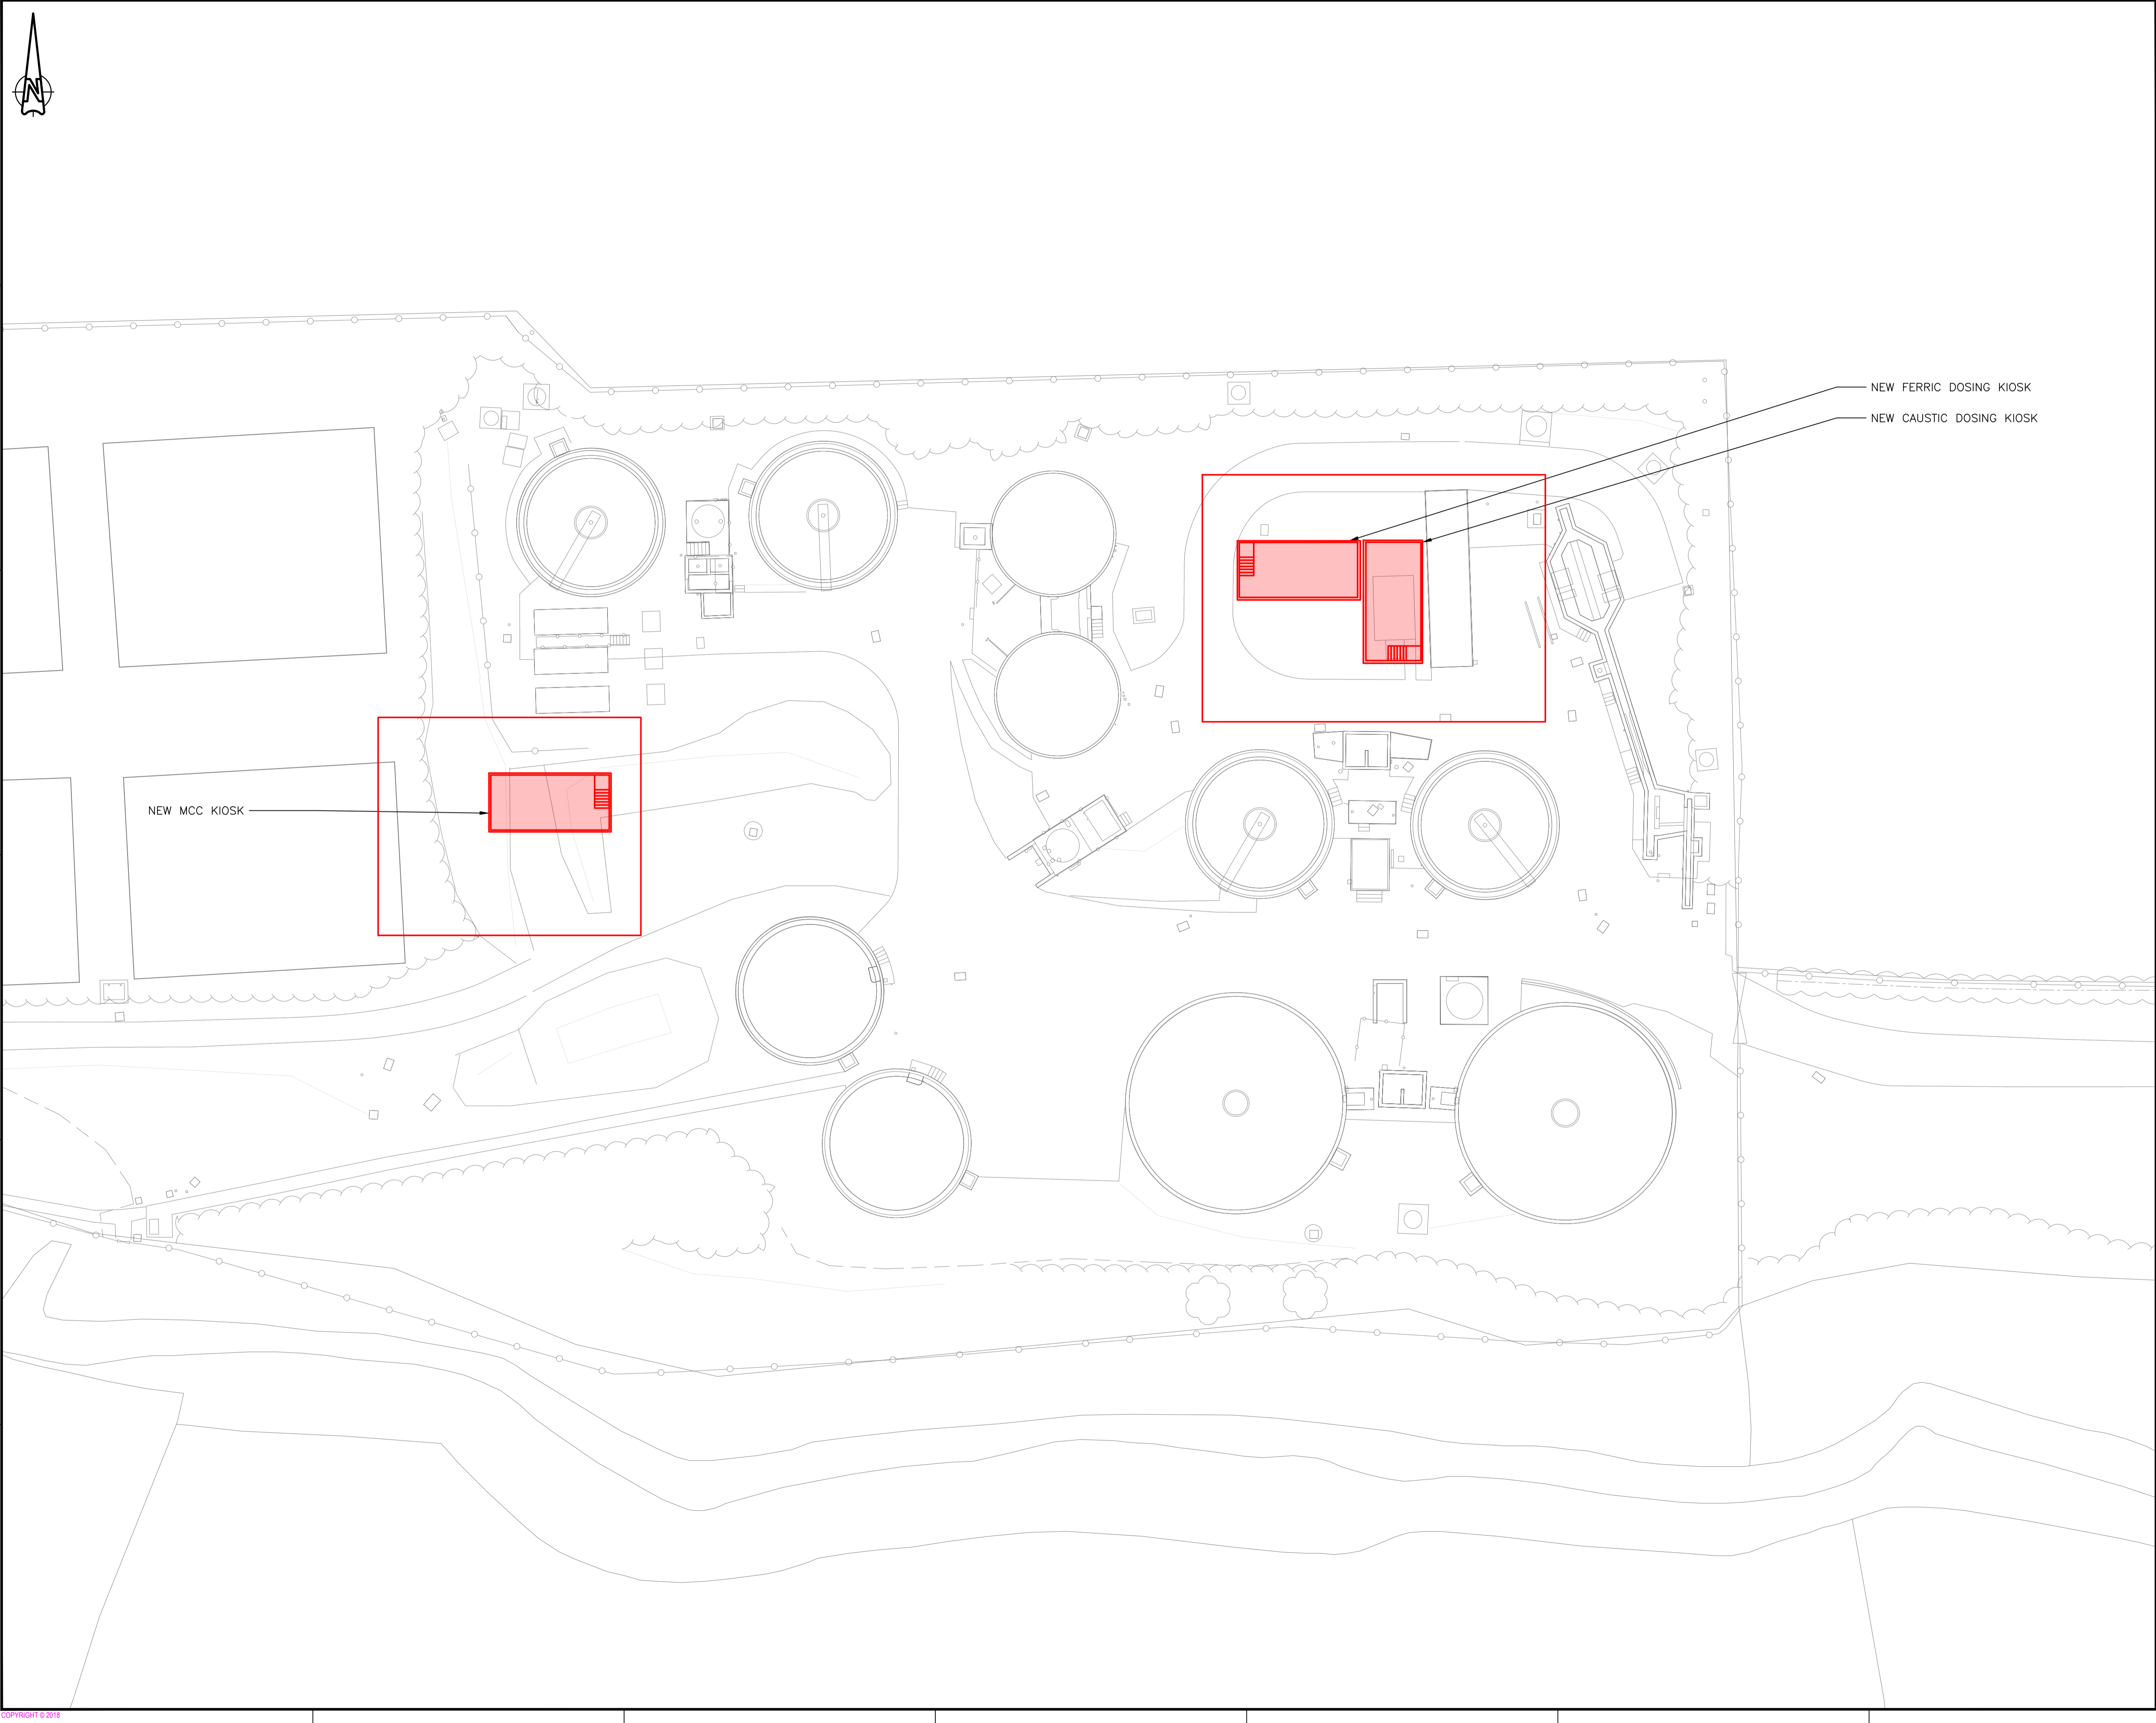 N
NEW FERRIC DOSING KIOSK
NEW CAUSTIC DOSING KIOSK
NEW MCC KIOSK
COPYRIGHT © 2018